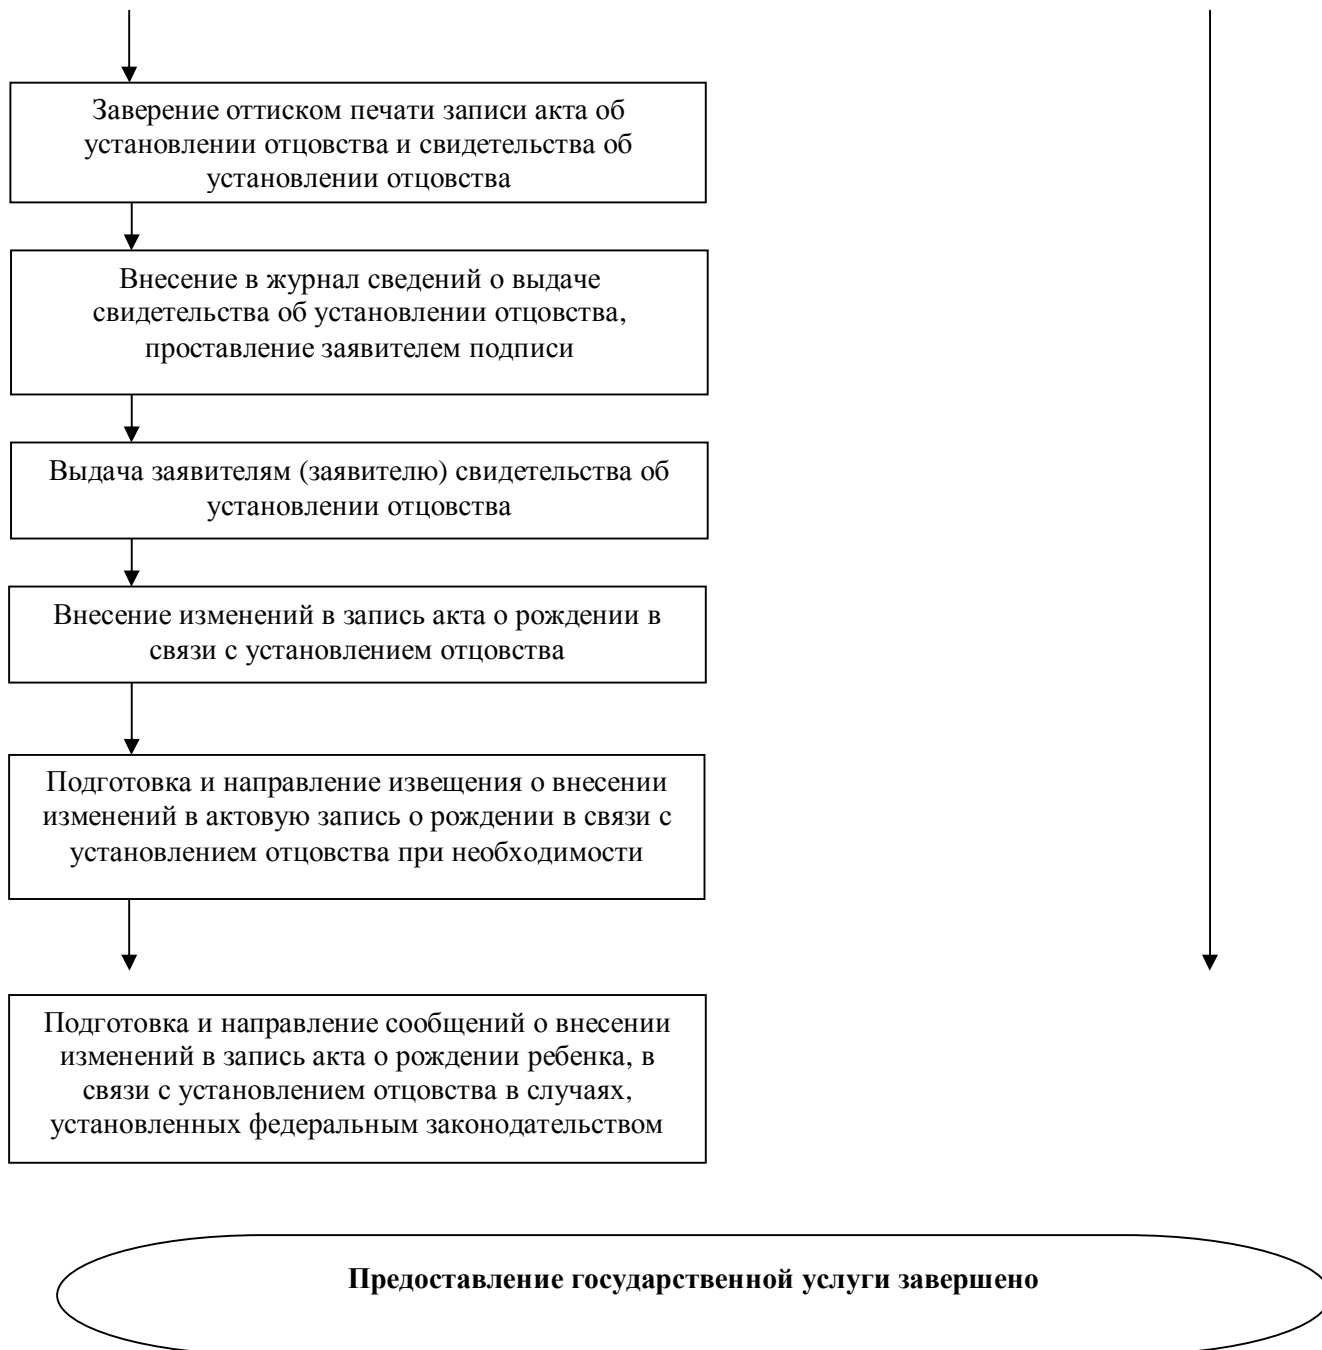 Заверение оттиском печати записи акта об
установлении отцовства и свидетельства об
установлении отцовства
Внесение в журнал сведений о выдаче
свидетельства об установлении отцовства,
проставление заявителем подписи
Выдача заявителям (заявителю) свидетельства об
установлении отцовства
Внесение изменений в запись акта о рождении в
связи с установлением отцовства
Подготовка и направление извещения о внесении
изменений в актовую запись о рождении в связи с
установлением отцовства при необходимости
Подготовка и направление сообщений о внесении
изменений в запись акта о рождении ребенка, в
связи с установлением отцовства в случаях,
установленных федеральным законодательством
Предоставление государственной услуги завершено